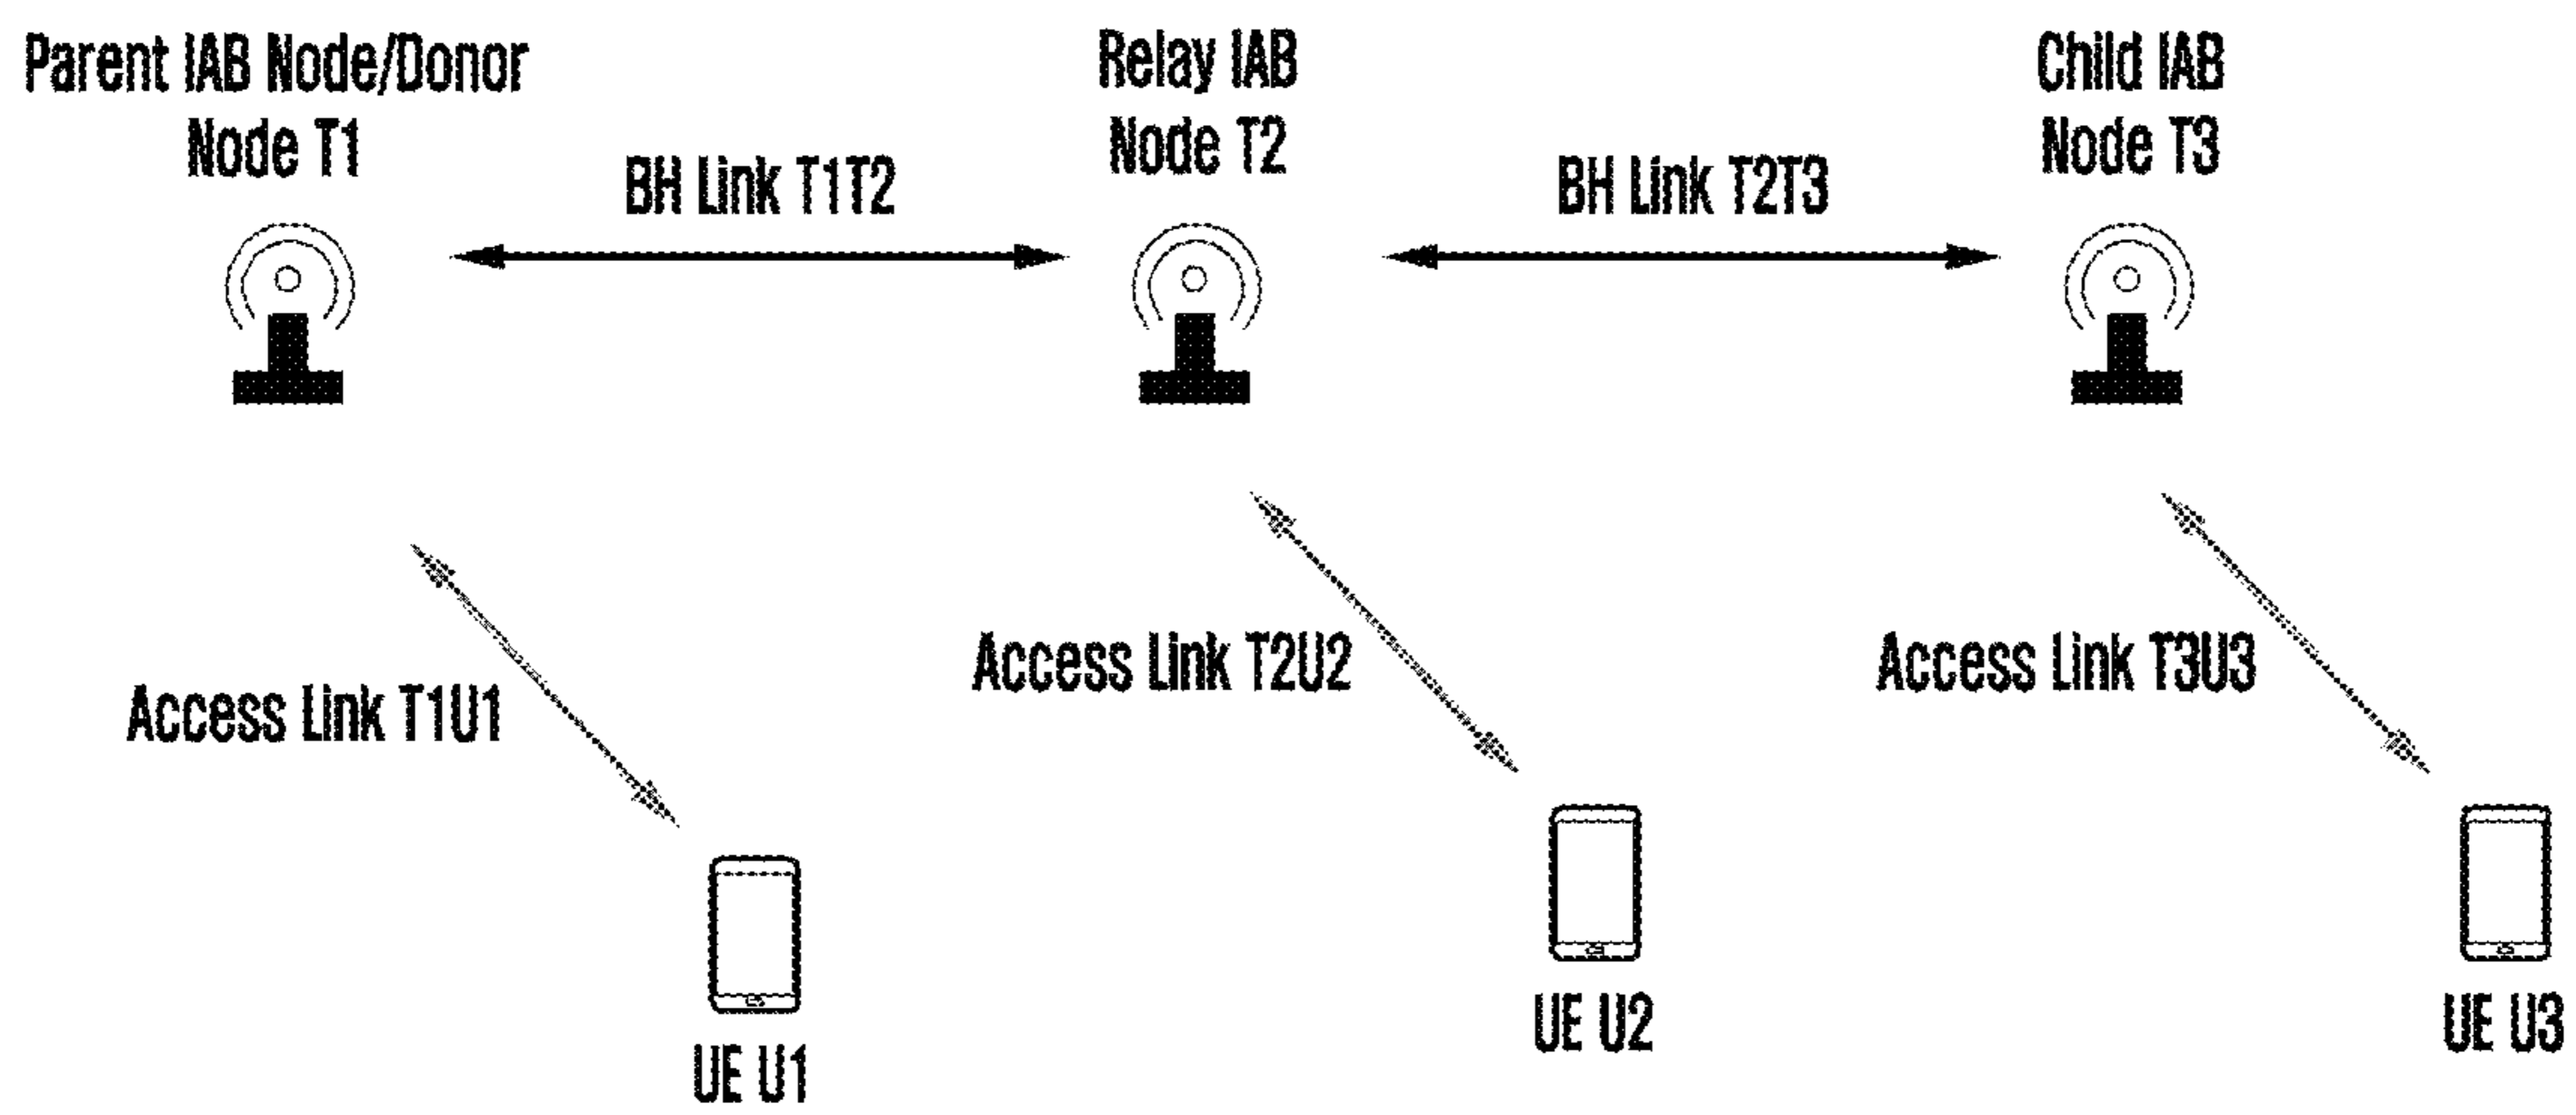 Parent IAB Node/Donor
Node T1
Relay IAB
Node T2
Child IAB
Node T3
BH Link T1T2
BH Link T2T3
Access Link T1U1
Access Link T2U2
Access Link T3U3
UE U1
UE U2
UE U3